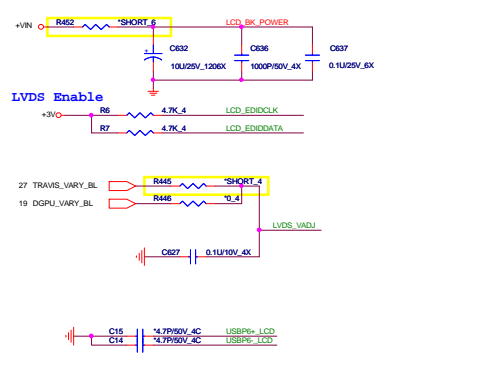 +VIN R452 *SHORT_6 LCD_BK_POWER
+ C632 C636 C637
10U/25V_1206X 1000P/50V_4X 0.1U/25V_6X
LVDS Enable
+3V R6 4.7K_4 LCD_EDIDCLK
R7 4.7K_4 LCD_EDIDDATA
27 TRAVIS_VARY_BL R445 *SHORT_4
19 DGPU_VARY_BL R446 *0_4
LVDS_VADJ
C627 0.1U/10V_4X
C15 *4.7P/50V_4C USBP6+_LCD
C14 *4.7P/50V_4C USBP6-_LCD